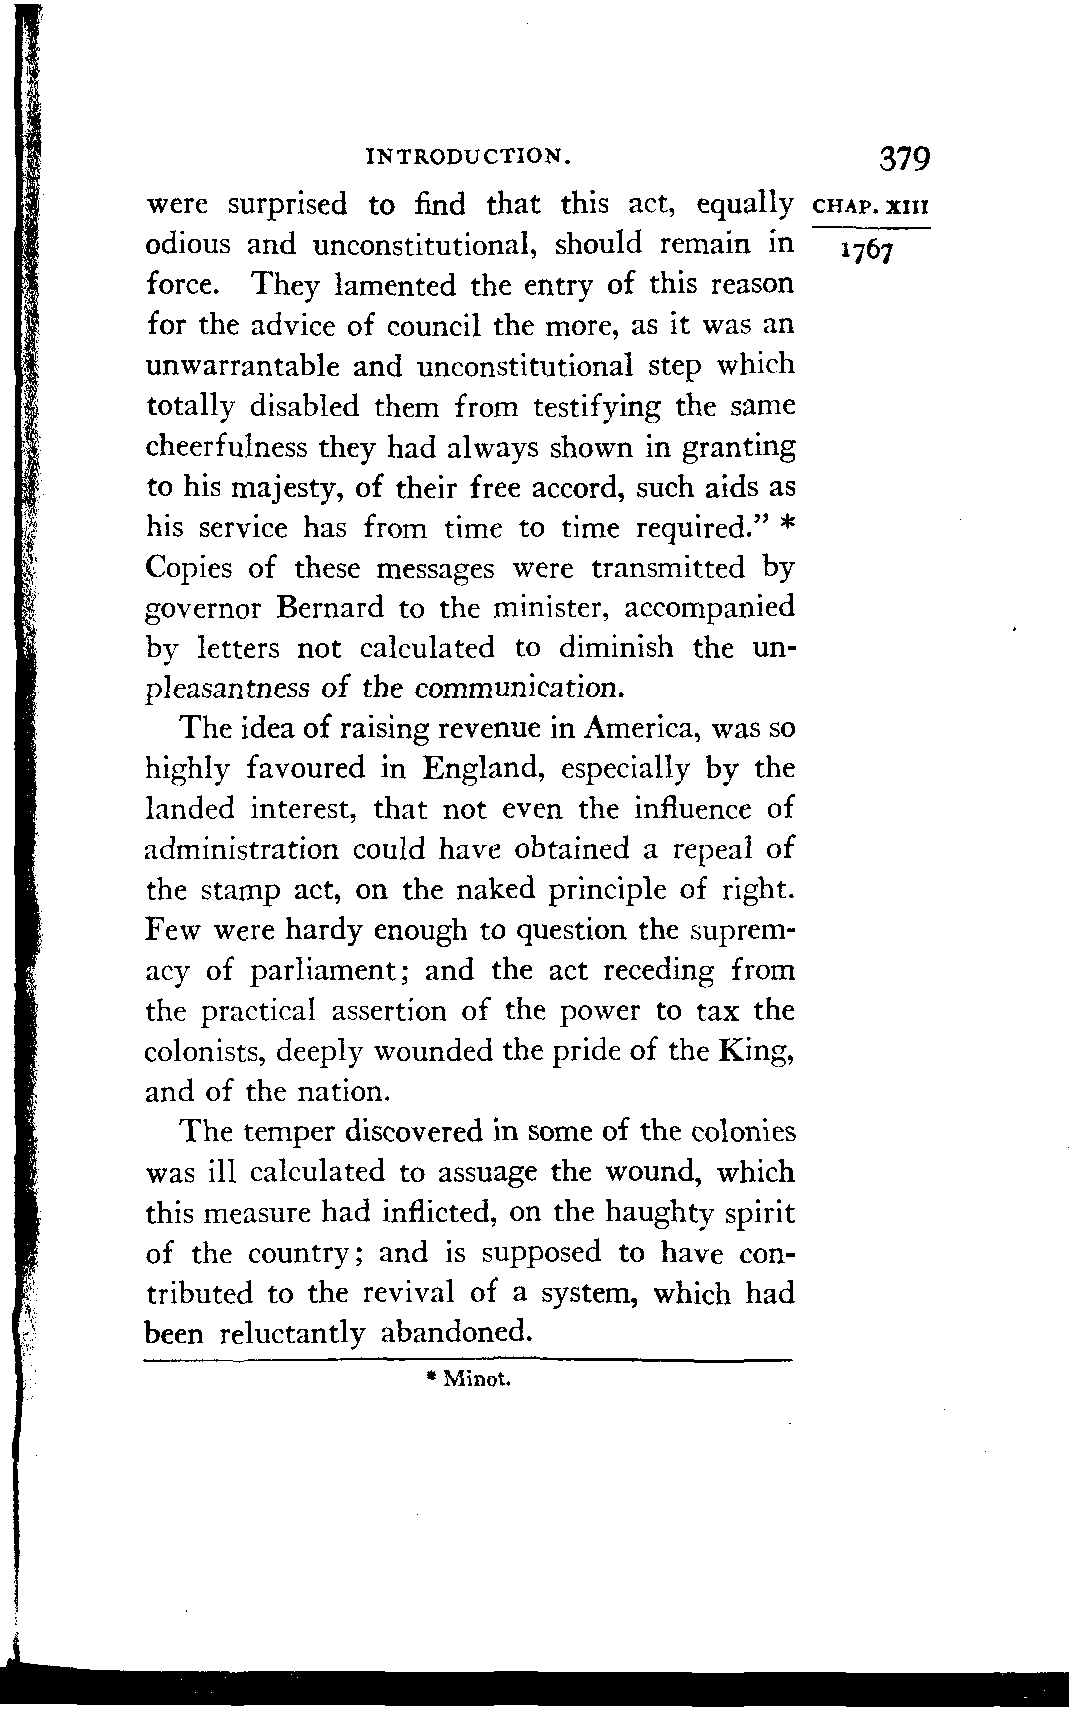 INTRODUCTION. 379
were surprised to find that this act, equally CHAP. XIII
odious and unconstitutional, should remain in 1767
force. They lamented the entry of this reason
for the advice of council the more, as it was an
unwarrantable and unconstitutional step which
totally disabled them from testifying the same
cheerfulness they had always shown in granting
to his majesty, of their free accord, such aids as
his service has from time to time required.” *
Copies of these messages were transmitted by
governor Bernard to the minister, accompanied
by letters not calculated to diminish the un-
pleasantness of the communication.
The idea of raising revenue in America, was so
highly favoured in England, especially by the
landed interest, that not even the influence of
administration could have obtained a repeal of
the stamp act, on the naked principle of right.
Few were hardy enough to question the suprem-
acy of parliament; and the act receding from
the practical assertion of the power to tax the
colonists, deeply wounded the pride of the King,
and of the nation.
The temper discovered in some of the colonies
was ill calculated to assuage the wound, which
this measure had inflicted, on the haughty spirit
of the country; and is supposed to have con-
tributed to the revival of a system, which had
been reluctantly abandoned.
* Minot.